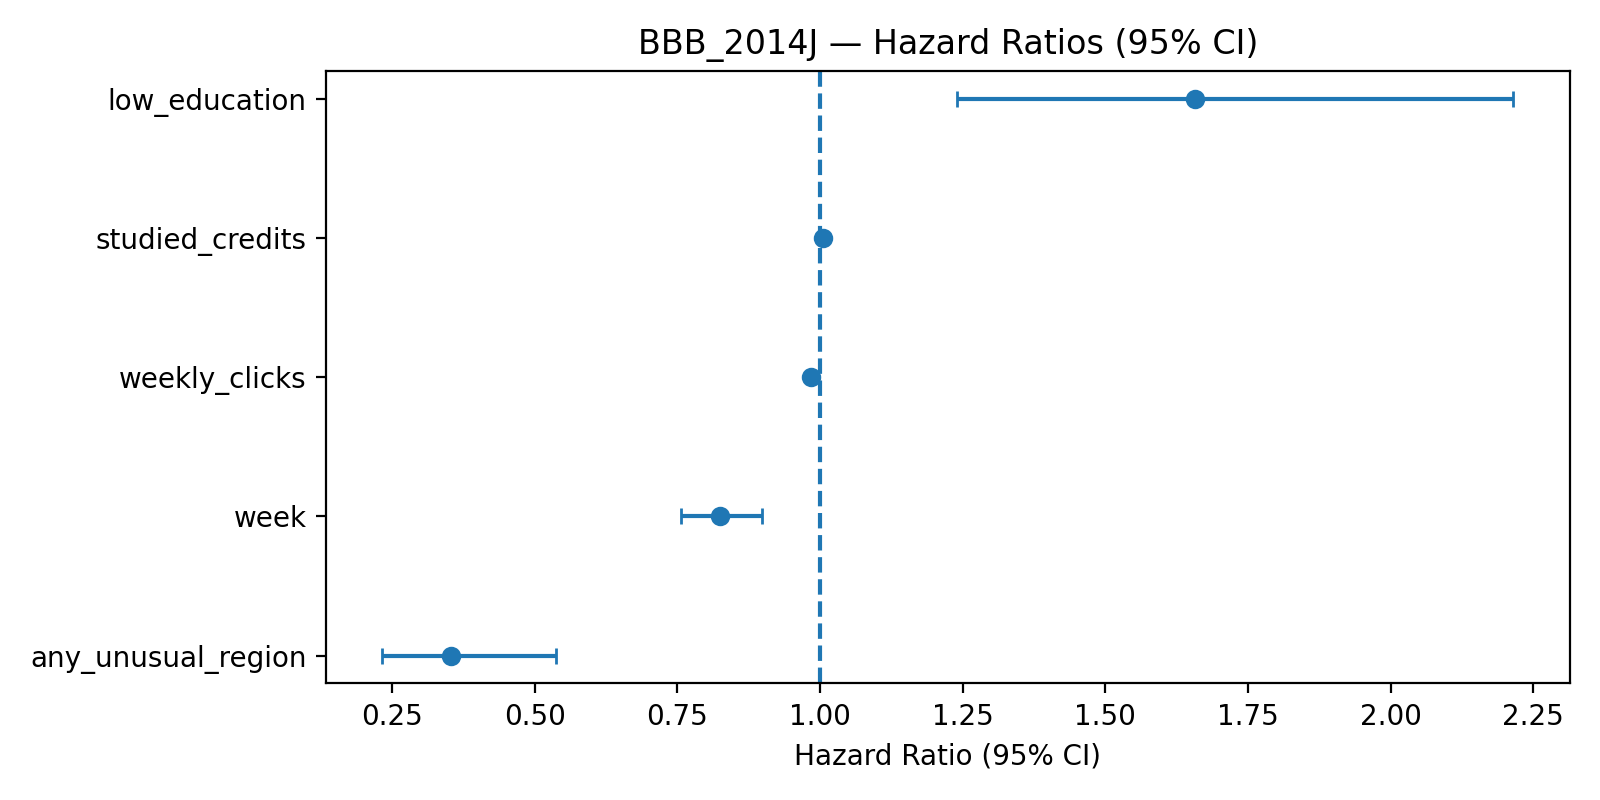 BBB_2014J — Hazard Ratios (95% CI)
low_education
studied_credits
weekly_clicks
week
any_unusual_region
0.25 0.50 0.75 1.00 1.25 1.50 1.75 2.00 2.25
Hazard Ratio (95% CI)